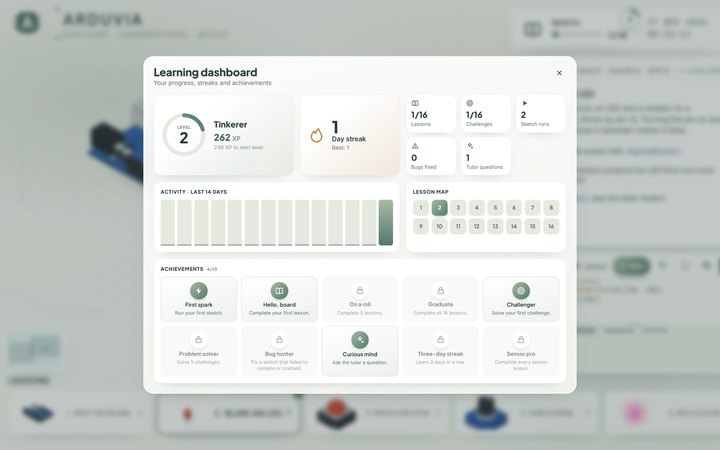 ARDUVIA
EXPLORE · UNDERSTAND · BUILD
Learning dashboard
Your progress, streaks and achievements
LEVEL
2
Tinkerer
262 XP
238 XP to next level
1
Day streak
Best: 1
1/16
Lessons
1/16
Challenges
2
Sketch runs
0
Bugs fixed
1
Tutor questions
ACTIVITY · LAST 14 DAYS
LESSON MAP
1 2 3 4 5 6 7 8
9 10 11 12 13 14 15 16
ACHIEVEMENTS 4/10
First spark
Run your first sketch.
Hello, board
Complete your first lesson.
On a roll
Complete 5 lessons.
Graduate
Complete all 16 lessons.
Challenger
Solve your first challenge.
Problem solver
Solve 5 challenges.
Bug hunter
Fix a sketch that failed to
compile or crashed.
Curious mind
Ask the tutor a question.
Three-day streak
Learn 3 days in a row.
Sensor pro
Complete every sensor
lesson.